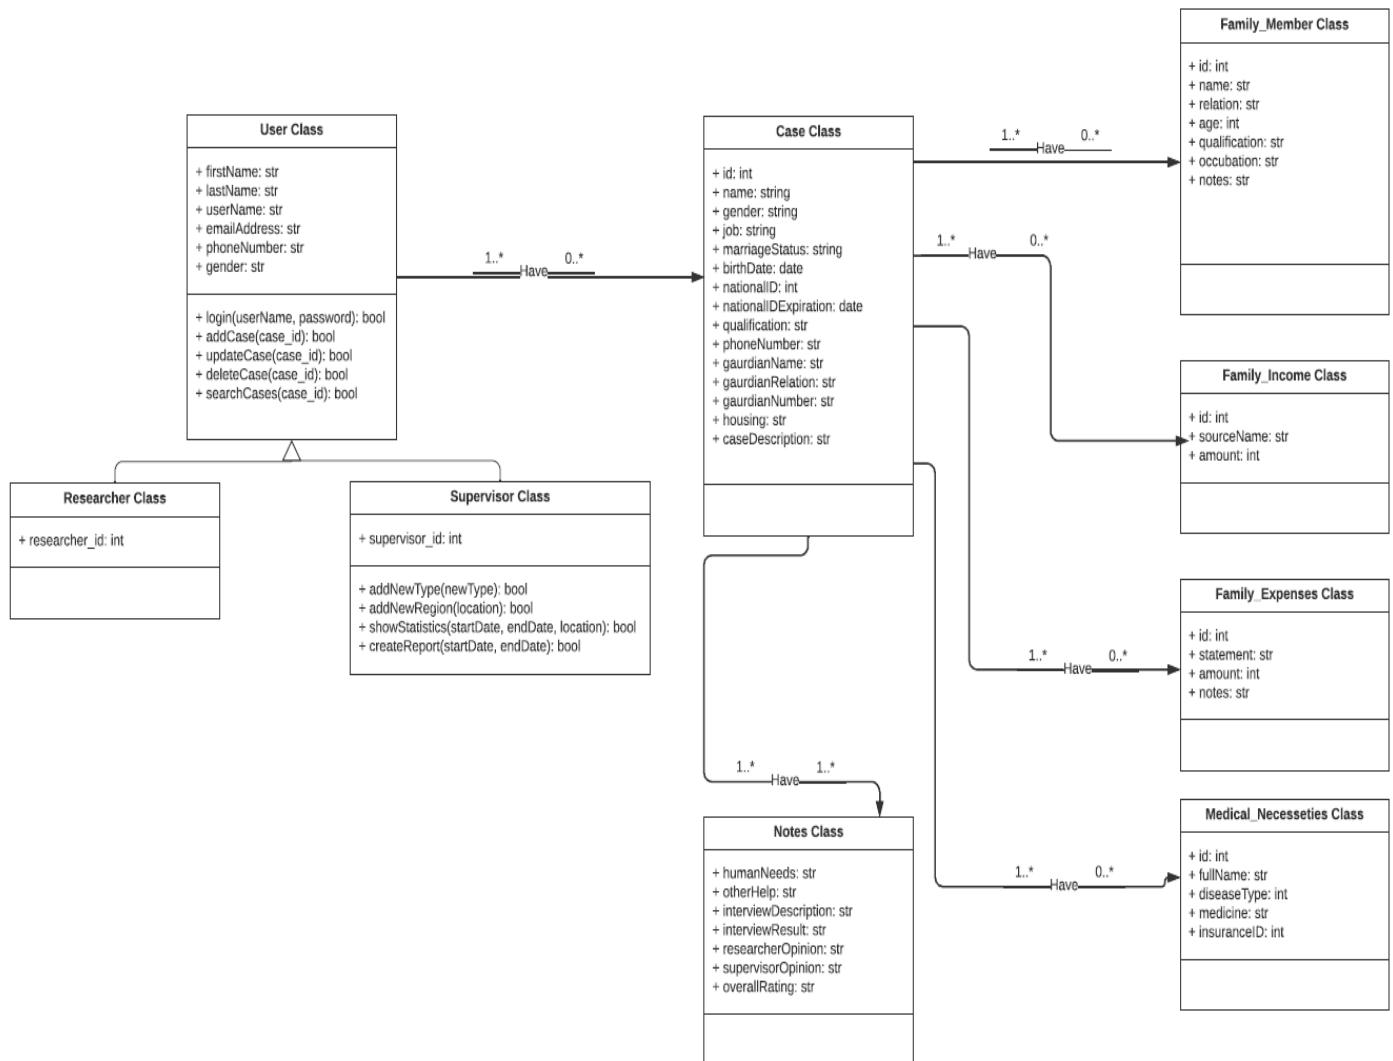 User Class
+ firstName: str
+ lastName: str
+ userName: str
+ emailAddress: str
+ phoneNumber: str
+ gender: str
+ login(userName, password): bool
+ addCase(case_id): bool
+ updateCase(case_id): bool
+ deleteCase(case_id): bool
+ searchCases(case_id): bool
Researcher Class
+ researcher_id: int
Supervisor Class
+ supervisor_id: int
+ addNewType(newType): bool
+ addNewRegion(location): bool
+ showStatistics(startDate, endDate, location): bool
+ createReport(startDate, endDate): bool
1..* Have 0..*
Case Class
+ id: int
+ name: string
+ gender: string
+ job: string
+ marriageStatus: string
+ birthDate: date
+ nationalID: int
+ nationalIDExpiration: date
+ qualification: str
+ phoneNumber: str
+ gaurdianName: str
+ gaurdianRelation: str
+ gaurdianNumber: str
+ housing: str
+ caseDescription: str
1..* Have 1..*
Notes Class
+ humanNeeds: str
+ otherHelp: str
+ interviewDescription: str
+ interviewResult: str
+ researcherOpinion: str
+ supervisorOpinion: str
+ overallRating: str
1..* Have 0..*
Family_Member Class
+ id: int
+ name: str
+ relation: str
+ age: int
+ qualification: str
+ occubation: str
+ notes: str
1..* Have 0..*
Family_Income Class
+ id: int
+ sourceName: str
+ amount: int
1..* Have 0..*
Family_Expenses Class
+ id: int
+ statement: str
+ amount: int
+ notes: str
1..* Have 0..*
Medical_Necesseties Class
+ id: int
+ fullName: str
+ diseaseType: int
+ medicine: str
+ insuranceID: int